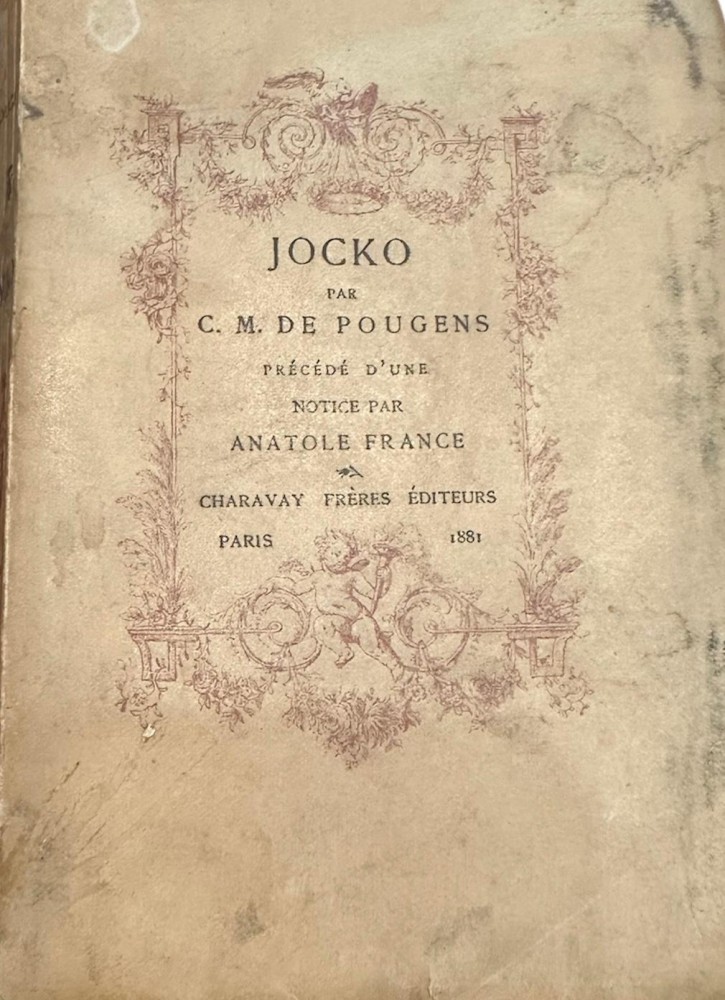 JOCKO
PAR
C. M. DE POUGENS
PRÉCÉDÉ D'UNE
NOTICE PAR
ANATOLE FRANCE
CHARAVAY FRÈRES ÉDITEURS
PARIS 1881